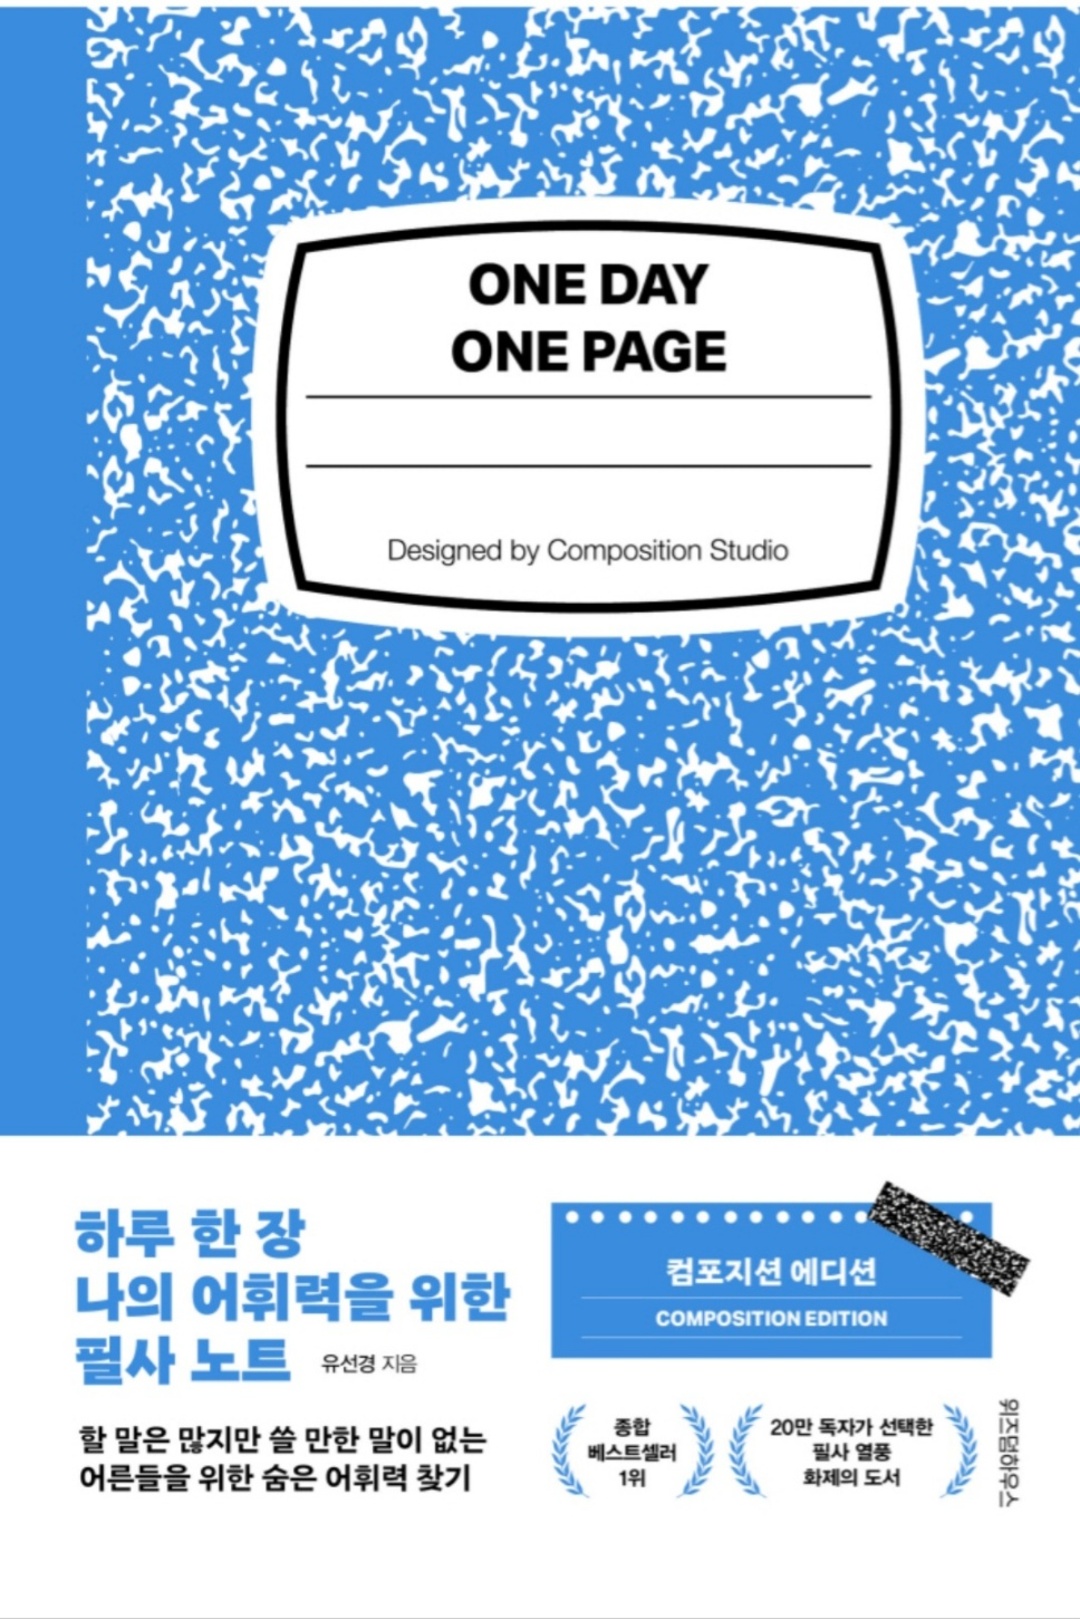 ONE DAY
ONE PAGE
Designed by Composition Studio
하루 한 장
나의 어휘력을 위한
필사 노트 유선경 지음
할 말은 많지만 쓸 만한 말이 없는
어른들을 위한 숨은 어휘력 찾기
컴포지션 에디션
COMPOSITION EDITION
종합
베스트셀러
1위
20만 독자가 선택한
필사 열풍
화제의 도서
위즈덤하우스